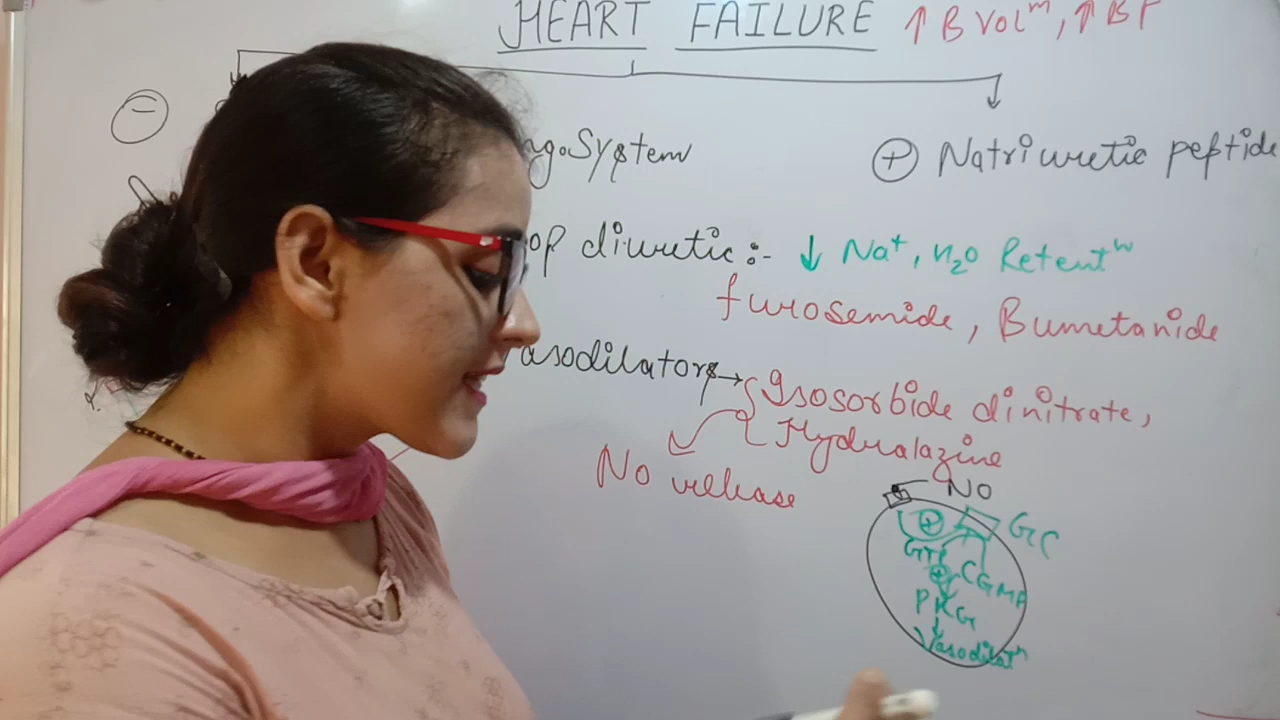 HEART FAILURE ↑ B Volᵐ, ↑ BP
⊖
ng. System
⊕ Natriuretic peptide
op diuretic :- ↓ Na⁺, H₂O Retentⁿ
furosemide, Bumetanide
asodilators → Isosorbide dinitrate,
Hydralazine
No release
NO
⊕ GC
GTP CGMP
⊕
PKG
↓
Vasodilatⁿ